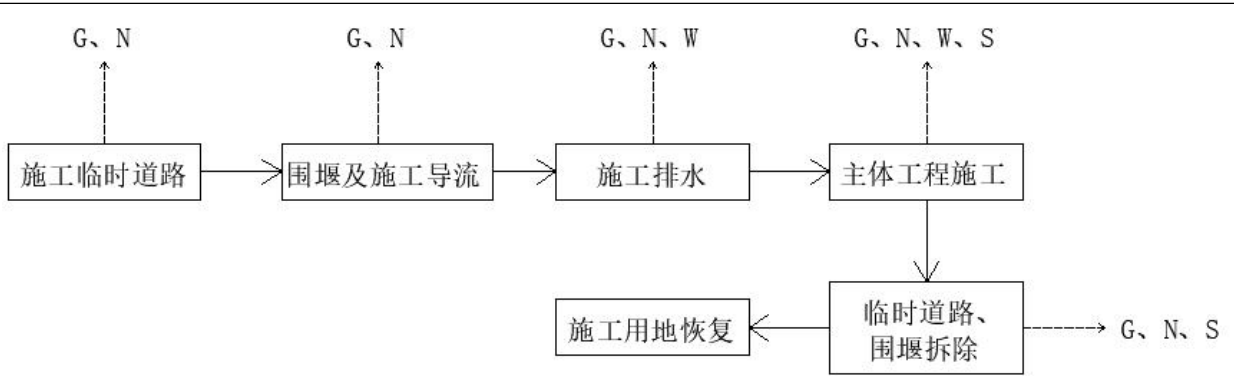 G、N
G、N
G、N、W
G、N、W、S
施工临时道路
围堰及施工导流
施工排水
主体工程施工
施工用地恢复
临时道路、
围堰拆除
G、N、S